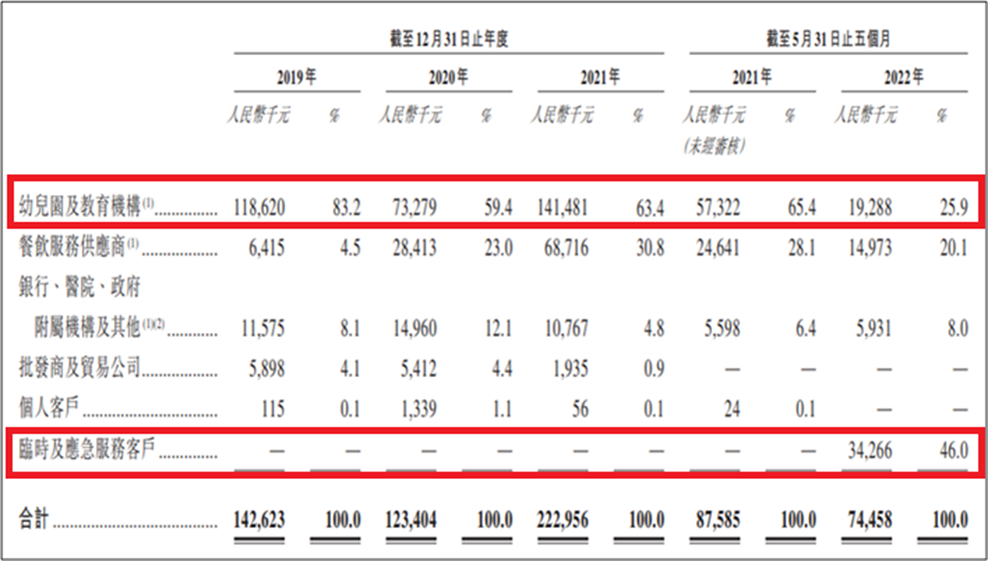 截至12月31日止年度 截至5月31日止五個月
2019年 2020年 2021年 2021年 2022年
人民幣千元 % 人民幣千元 % 人民幣千元 % 人民幣千元 % 人民幣千元 %
(未經審核)
幼兒園及教育機構(1)............... 118,620 83.2 73,279 59.4 141,481 63.4 57,322 65.4 19,288 25.9
餐飲服務供應商(1).................. 6,415 4.5 28,413 23.0 68,716 30.8 24,641 28.1 14,973 20.1
銀行、醫院、政府
附屬機構及其他(1)(2)............ 11,575 8.1 14,960 12.1 10,767 4.8 5,598 6.4 5,931 8.0
批發商及貿易公司.................. 5,898 4.1 5,412 4.4 1,935 0.9 — — — —
個人客戶................................ 115 0.1 1,339 1.1 56 0.1 24 0.1 — —
臨時及應急服務客戶.............. — — — — — — — — 34,266 46.0
合計........................................ 142,623 100.0 123,404 100.0 222,956 100.0 87,585 100.0 74,458 100.0